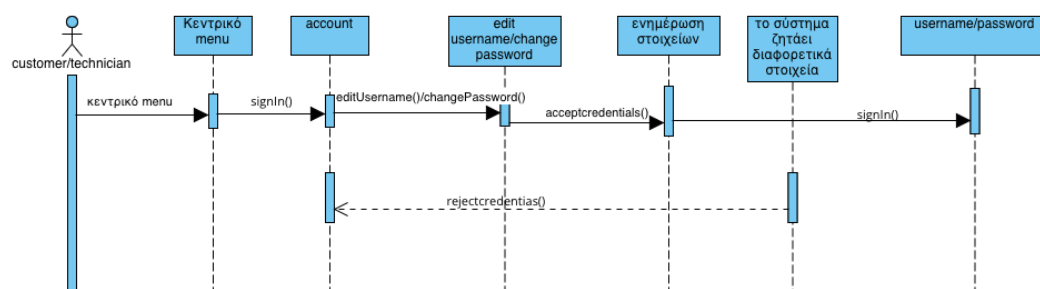 customer/technician
Κεντρικό
menu
account
edit
username/change
password
ενημέρωση
στοιχείων
το σύστημα
ζητάει
διαφορετικά
στοιχεία
username/password
κεντρικό menu
signIn()
editUsername()/changePassword()
acceptcredentials()
signIn()
rejectcredentias()